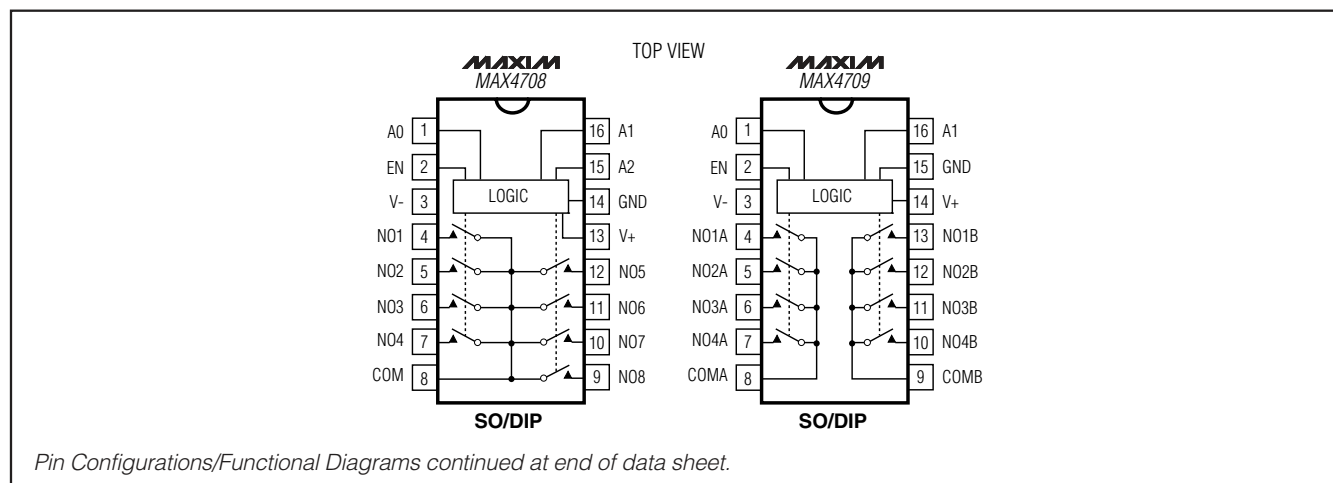 TOP VIEW
MAXIM
MAX4708
A0 1
EN 2
V- 3
NO1 4
NO2 5
NO3 6
NO4 7
COM 8
LOGIC
16 A1
15 A2
14 GND
13 V+
12 NO5
11 NO6
10 NO7
9 NO8
SO/DIP
MAXIM
MAX4709
A0 1
EN 2
V- 3
NO1A 4
NO2A 5
NO3A 6
NO4A 7
COMA 8
LOGIC
16 A1
15 GND
14 V+
13 NO1B
12 NO2B
11 NO3B
10 NO4B
9 COMB
SO/DIP
Pin Configurations/Functional Diagrams continued at end of data sheet.